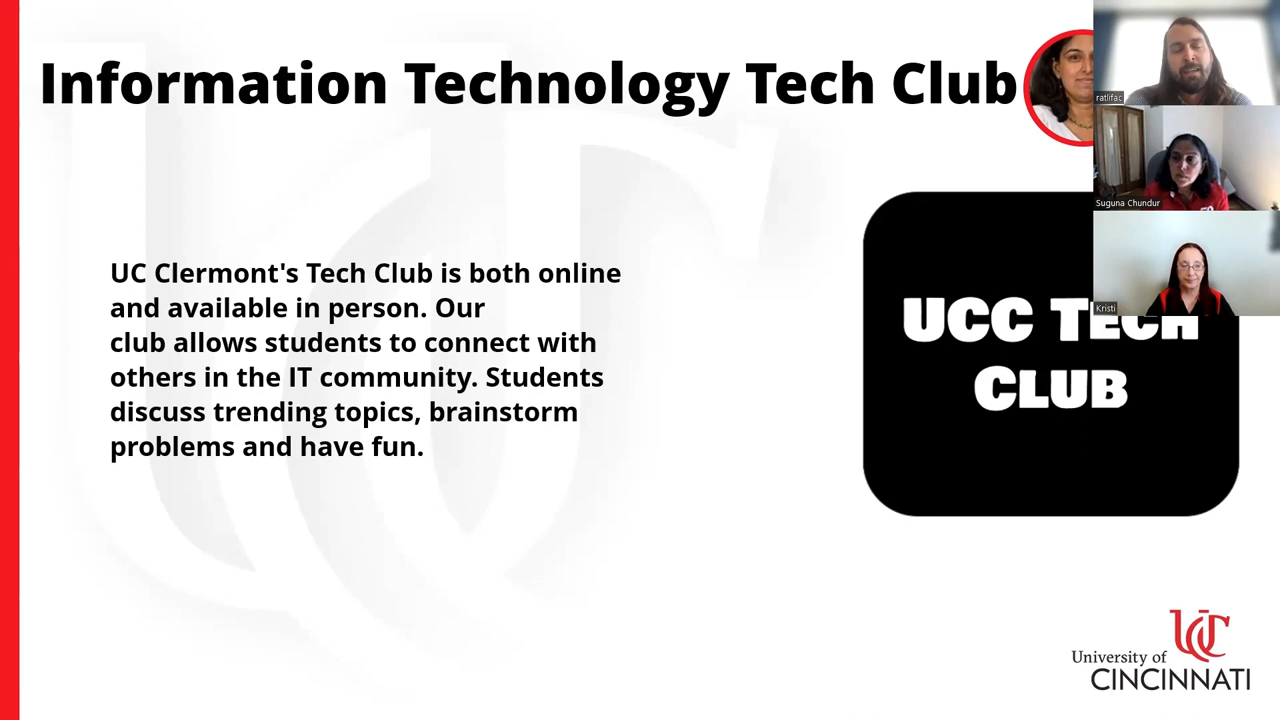 Information Technology Tech Club
ratlifac
Suguna Chundur
Kristi
UC Clermont's Tech Club is both online
and available in person. Our
club allows students to connect with
others in the IT community. Students
discuss trending topics, brainstorm
problems and have fun.
UCC TECH
CLUB
UC
University of
CINCINNATI